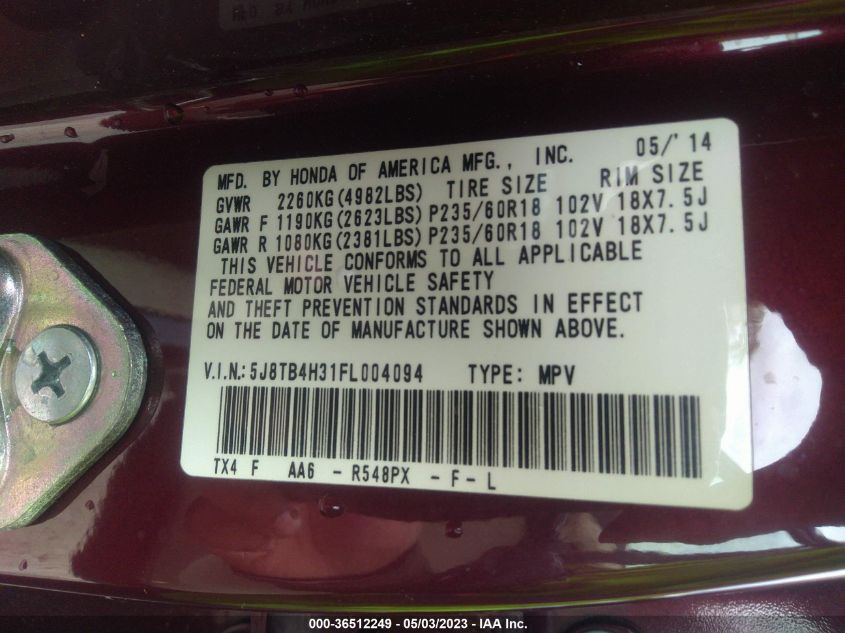 MFD. BY HONDA OF AMERICA MFG., INC. 05/'14
GVWR 2260KG(4982LBS) TIRE SIZE RIM SIZE
GAWR F 1190KG(2623LBS) P235/60R18 102V 18X7.5J
GAWR R 1080KG(2381LBS) P235/60R18 102V 18X7.5J
THIS VEHICLE CONFORMS TO ALL APPLICABLE
FEDERAL MOTOR VEHICLE SAFETY
AND THEFT PREVENTION STANDARDS IN EFFECT
ON THE DATE OF MANUFACTURE SHOWN ABOVE.
V.I.N.: 5J8TB4H31FL004094 TYPE: MPV
TX4 F AA6 - R548PX - F - L
000-36512249 - 05/03/2023 - IAA Inc.